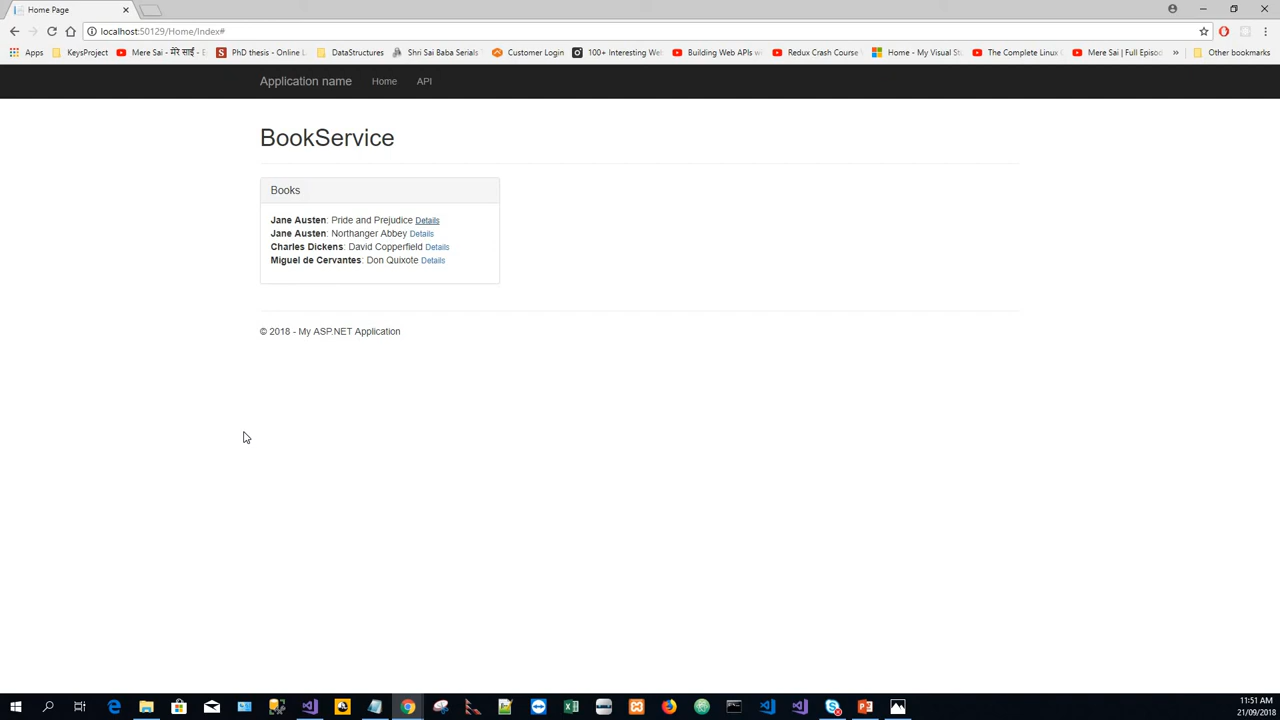 Home Page
localhost:50129/Home/Index#
Apps KeysProject Mere Sai - मेरे साईं - E PhD thesis - Online L DataStructures Shri Sai Baba Serials Customer Login 100+ Interesting We Building Web APIs w Redux Crash Course Home - My Visual St The Complete Linux Mere Sai | Full Episod » Other bookmarks
Application name Home API
BookService
Books
Jane Austen: Pride and Prejudice Details
Jane Austen: Northanger Abbey Details
Charles Dickens: David Copperfield Details
Miguel de Cervantes: Don Quixote Details
© 2018 - My ASP.NET Application
11:51 AM
21/09/2018